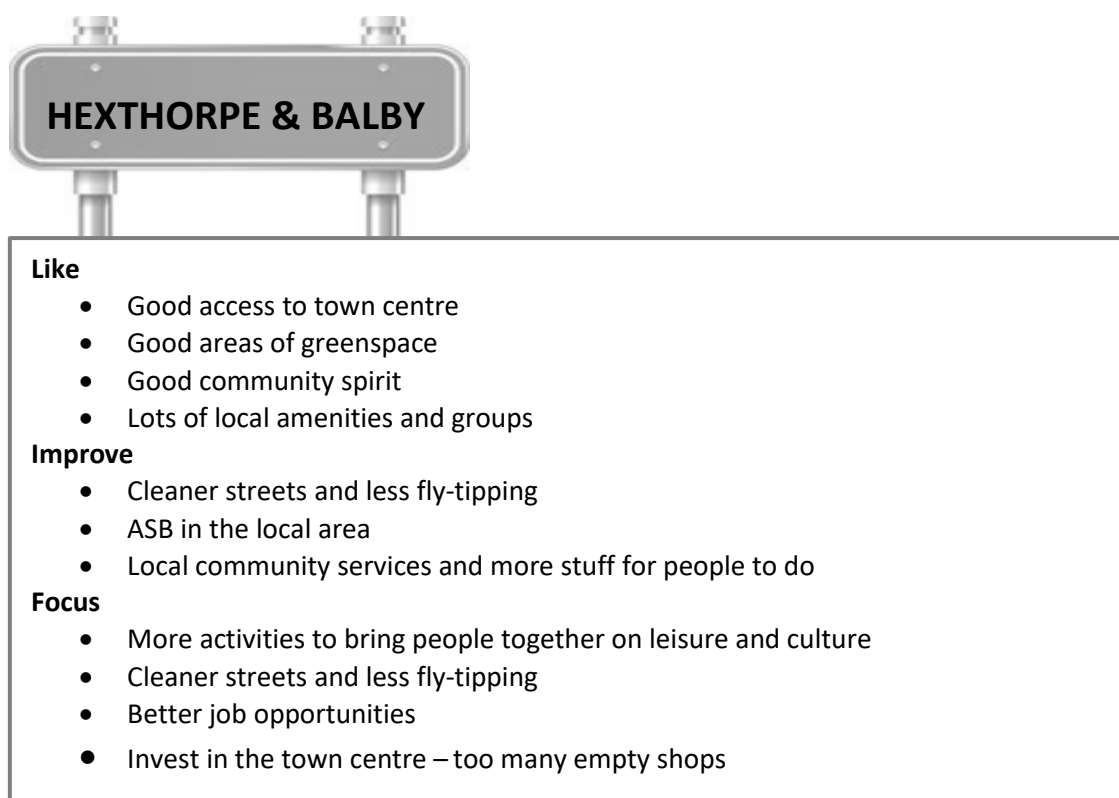 HEXTHORPE & BALBY
Like
• Good access to town centre
• Good areas of greenspace
• Good community spirit
• Lots of local amenities and groups
Improve
• Cleaner streets and less fly-tipping
• ASB in the local area
• Local community services and more stuff for people to do
Focus
• More activities to bring people together on leisure and culture
• Cleaner streets and less fly-tipping
• Better job opportunities
• Invest in the town centre – too many empty shops